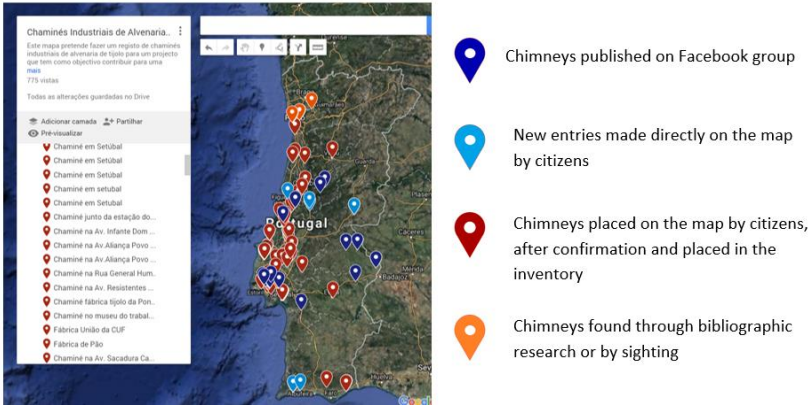 Chaminés Industriais de Alvenaria..
Este mapa pretende fazer um registo de chaminés
industriais de alvenaria de tijolo para um projecto
que tem como objectivo contribuir para uma
mais
775 vistas
Todas as alterações guardadas no Drive
Adicionar camada Partilhar
Pré-visualizar
Chaminé em Setúbal
Chaminé em Setúbal
Chaminé em Setúbal
Chaminé em setubal
Chaminé em Setubal
Chaminé junto da estação do...
Chaminé na Av. Infante Dom ...
Chaminé na Av.Aliança Povo ...
Chaminé na Av.Aliança Povo ...
Chaminé na Rua General Hum..
Chaminé na Av. Resistentes ...
Chaminé fábrica tijolo da Pon..
Chaminé no museu do trabal...
Fábrica União da CUF
Fábrica de Pão
Chaminé na Av. Sacadura Ca...
Guarda
Portugal
Cáceres
Mérida
Badajoz
Huelva
Faro
Chimneys published on Facebook group
New entries made directly on the map
by citizens
Chimneys placed on the map by citizens,
after confirmation and placed in the
inventory
Chimneys found through bibliographic
research or by sighting